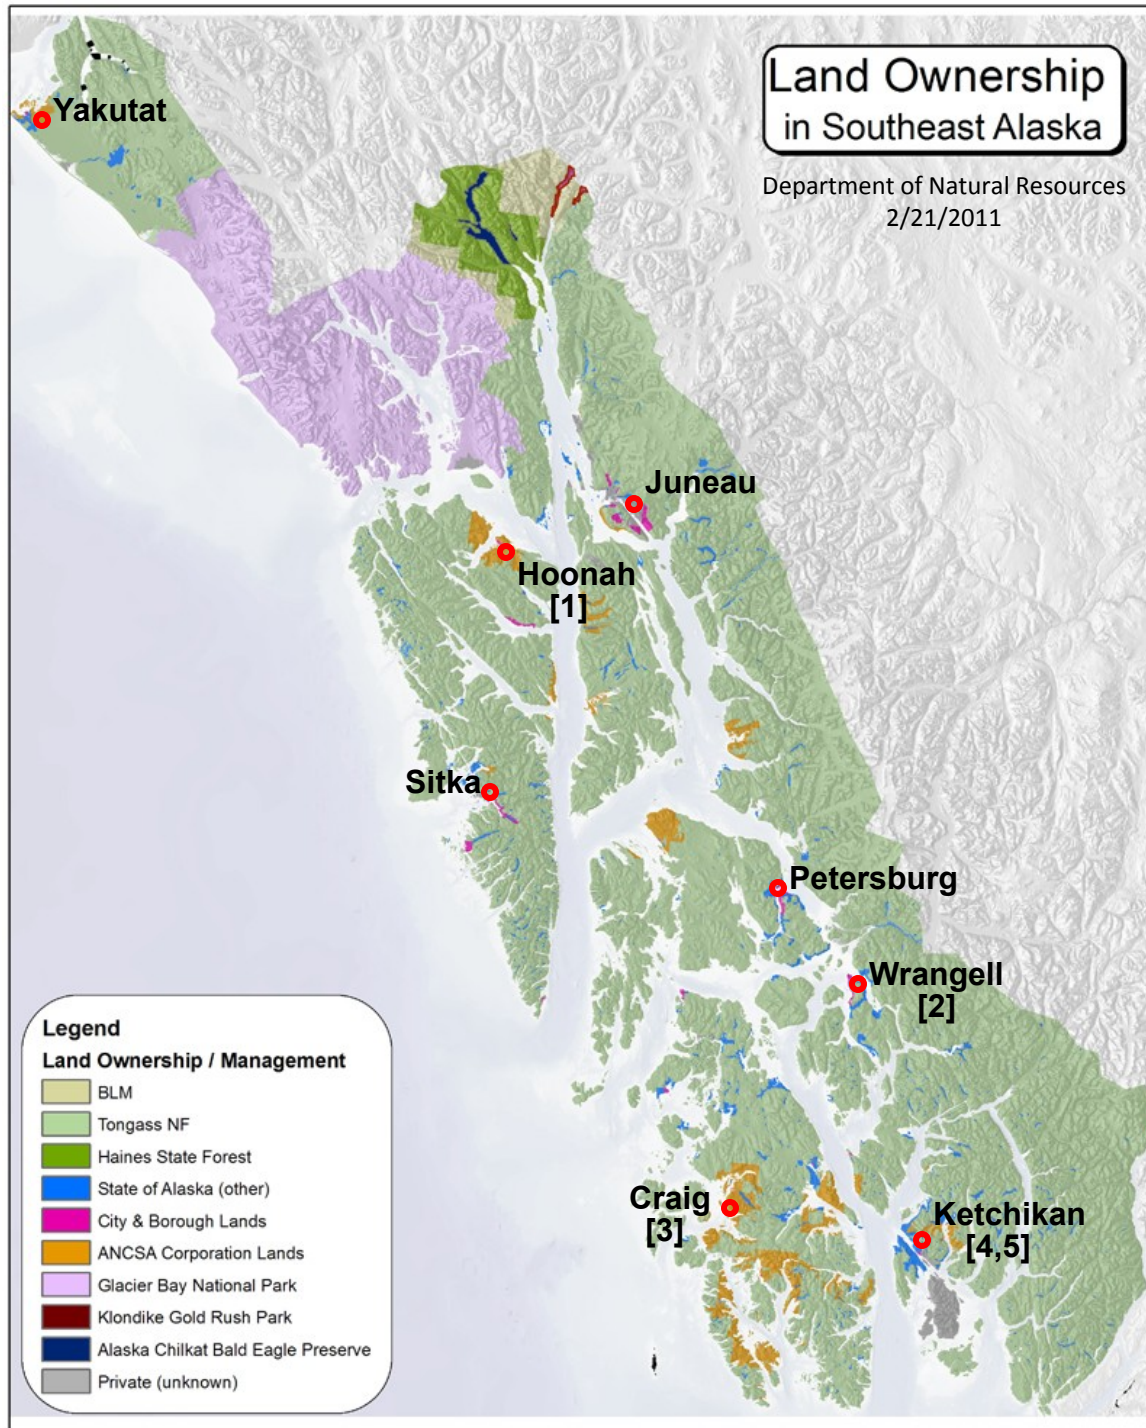 Land Ownership
in Southeast Alaska
Department of Natural Resources
2/21/2011
Yakutat
Juneau
Hoonah
[1]
Sitka
Petersburg
Wrangell
[2]
Craig
[3]
Ketchikan
[4,5]
Legend
Land Ownership / Management
BLM
Tongass NF
Haines State Forest
State of Alaska (other)
City & Borough Lands
ANCSA Corporation Lands
Glacier Bay National Park
Klondike Gold Rush Park
Alaska Chilkat Bald Eagle Preserve
Private (unknown)